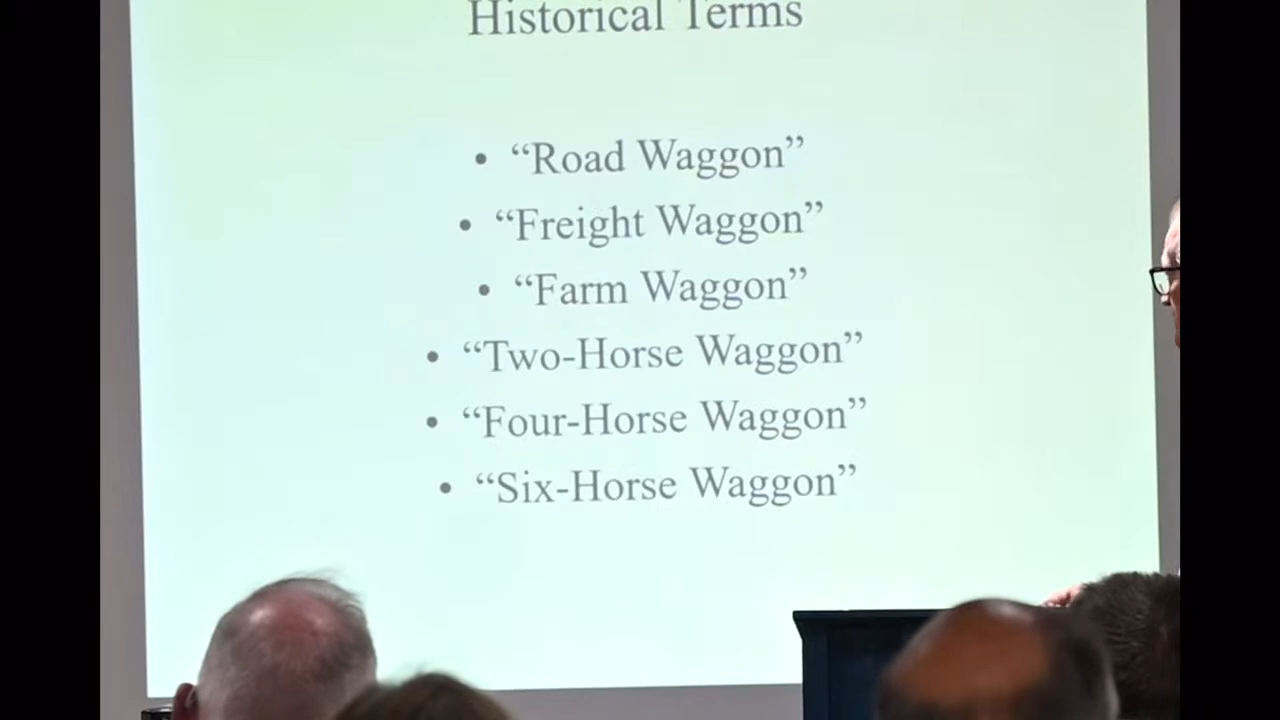 Historical Terms
• “Road Waggon”
• “Freight Waggon”
• “Farm Waggon”
• “Two-Horse Waggon”
• “Four-Horse Waggon”
• “Six-Horse Waggon”